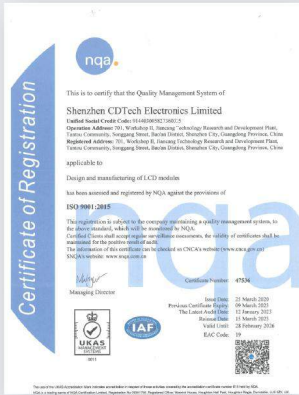 nqa.
Certificate of Registration
This is to certify that the Quality Management System of
Shenzhen CDTech Electronics Limited
Unified Social Credit Code:
Operation Address: 701, Workshop II, Jiancang Technology Research and Development Plant,
Tantou Community, Songgang Street, Bao'an District, Shenzhen City, Guangdong Province, China
Registered Address: 701, Workshop II, Jiancang Technology Research and Development Plant,
Tantou Community, Songgang Street, Bao'an District, Shenzhen City, Guangdong Province, China
applicable to
Design and manufacturing of LCD modules
has been assessed and registered by NQA against the provisions of
ISO 9001:2015
This registration is subject to the company maintaining a quality management system, to
the above standard, which will be monitored by NQA.
Certified Clients shall accept regular surveillance assessments, the validity of certificates shall be
maintained for the positive result of audit.
The information of this certificate can be checked on CNCA's website (www.cnca.gov.cn)
SNQA's website: www.nqa.com.cn
nqa
Managing Director
Certificate Number 47536
Issue Date 25 March 2020
Previous Certificate Expiry 09 March 2023
The Latest Audit Date 12 January 2023
Reissue Date 15 March 2023
Valid Until 28 February 2026
EAC Code 19
UKAS
MANAGEMENT
SYSTEMS
0015
IAF